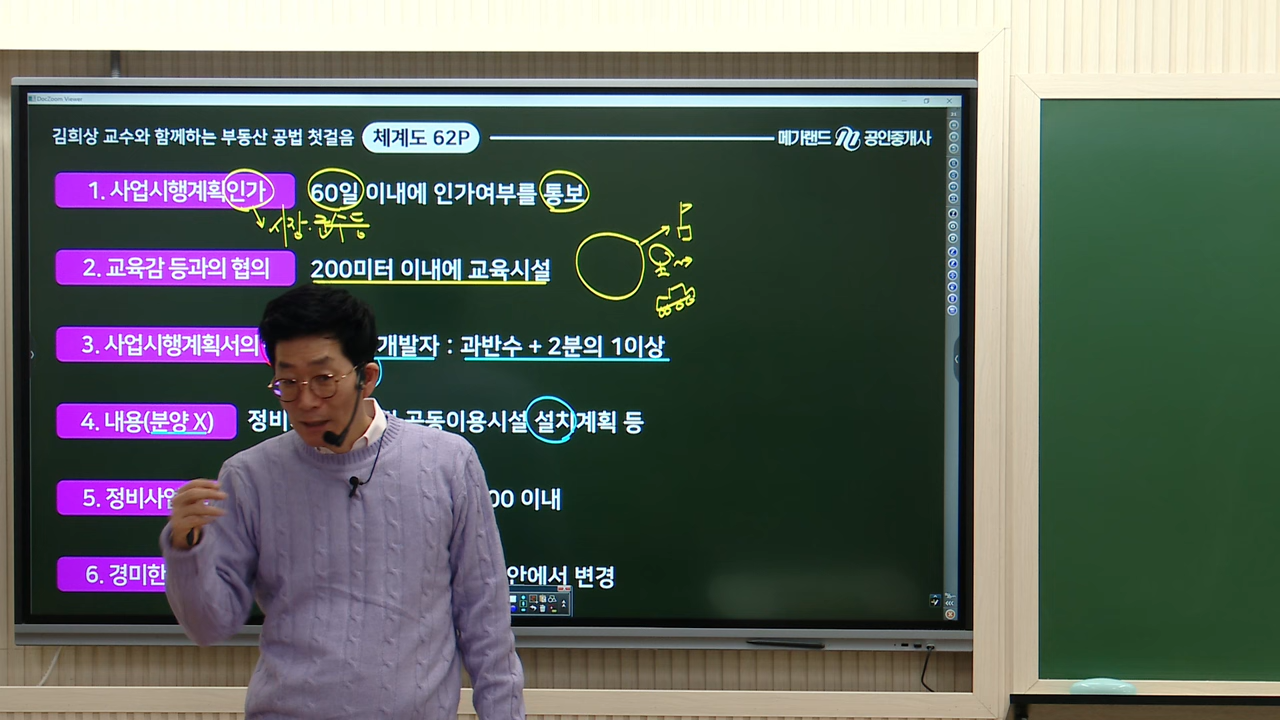 DocZoom Viewer
김희상 교수와 함께하는 부동산 공법 첫걸음 체계도 62P 메가랜드 공인중개사
1. 사업시행계획인가 60일 이내에 인가여부를 통보
시장·군수등
2. 교육감 등과의 협의 200미터 이내에 교육시설
3. 사업시행계획서의 개발자 : 과반수 + 2분의 1이상
4. 내용(분양 X) 정비 공동이용시설 설치계획 등
5. 정비사업 00 이내
6. 경미한 안에서 변경